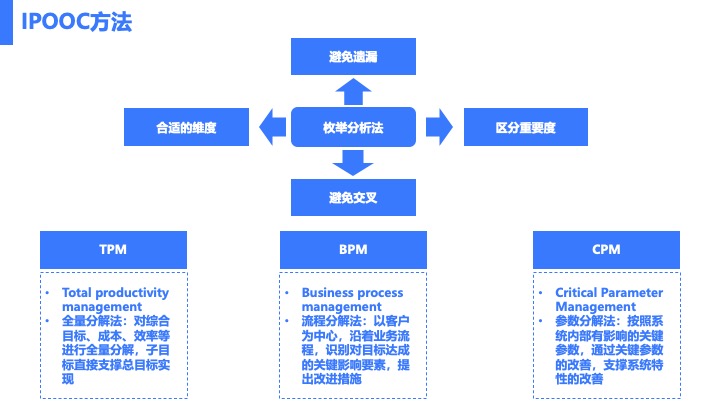 IPOOC方法
避免遗漏
合适的维度
枚举分析法
区分重要度
避免交叉
TPM
BPM
CPM
• Total productivity
management
• 全量分解法：对综合
目标、成本、效率等
进行全量分解，子目
标直接支撑总目标实
现
• Business process
management
• 流程分解法：以客户
为中心，沿着业务流
程，识别对目标达成
的关键影响要素，提
出改进措施
• Critical Parameter
Management
• 参数分解法：按照系
统内部有影响的关键
参数，通过关键参数
的改善，支撑系统特
性的改善